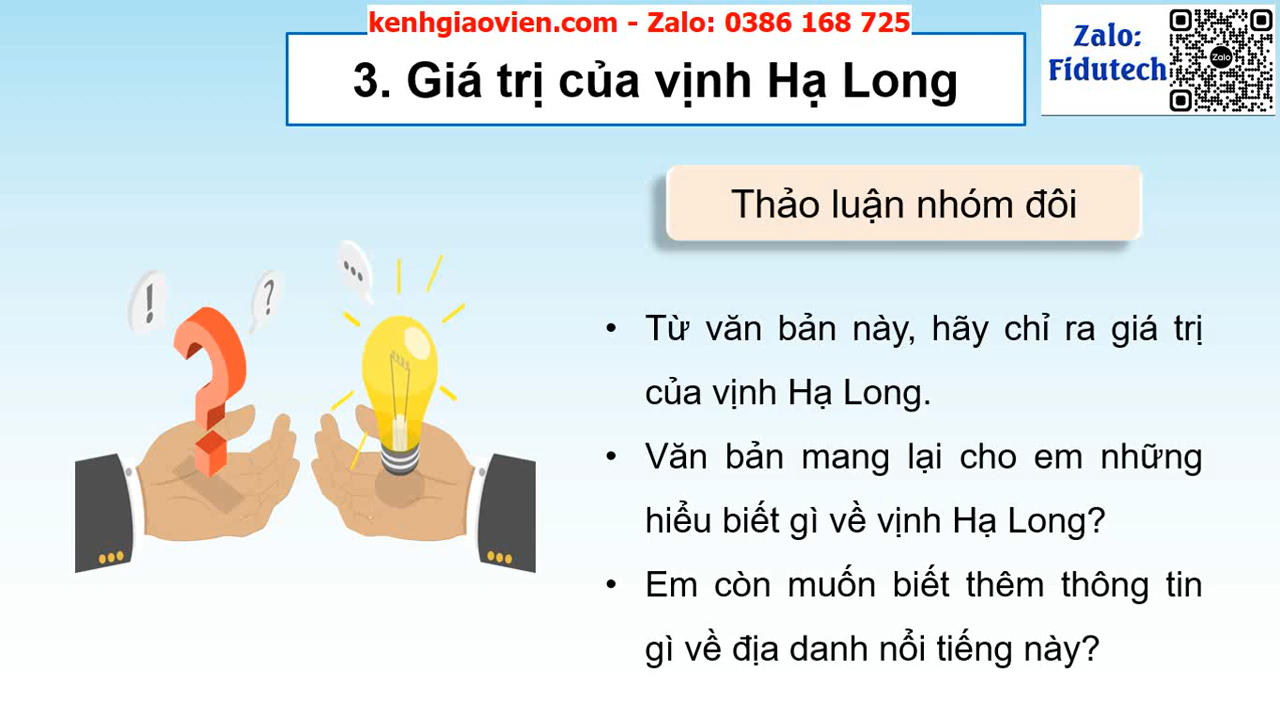 kenhgiaovien.com - Zalo: 0386 168 725
Zalo:
Fidutech
Zalo
3. Giá trị của vịnh Hạ Long
Thảo luận nhóm đôi
! ? ...
?
• Từ văn bản này, hãy chỉ ra giá trị
của vịnh Hạ Long.
• Văn bản mang lại cho em những
hiểu biết gì về vịnh Hạ Long?
• Em còn muốn biết thêm thông tin
gì về địa danh nổi tiếng này?